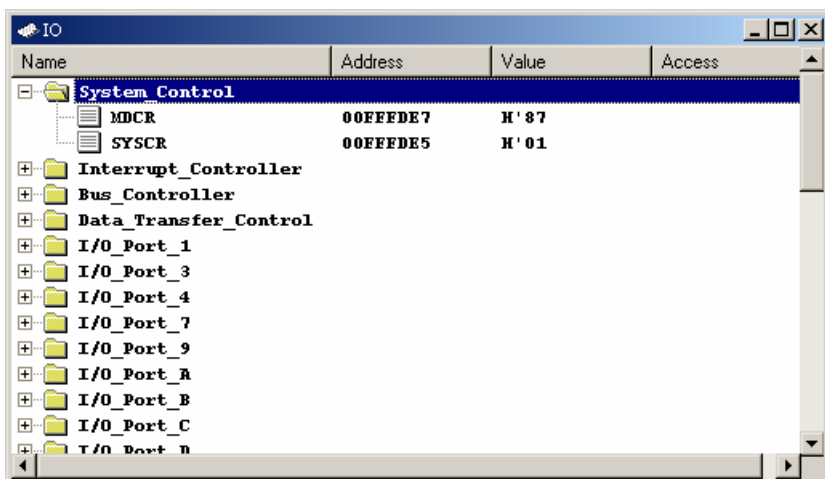 IO
Name Address Value Access
System_Control
MDCR 00FFFDE7 H'87
SYSCR 00FFFDE5 H'01
Interrupt_Controller
Bus_Controller
Data_Transfer_Control
I/O_Port_1
I/O_Port_3
I/O_Port_4
I/O_Port_7
I/O_Port_9
I/O_Port_A
I/O_Port_B
I/O_Port_C
I/O_Port_D